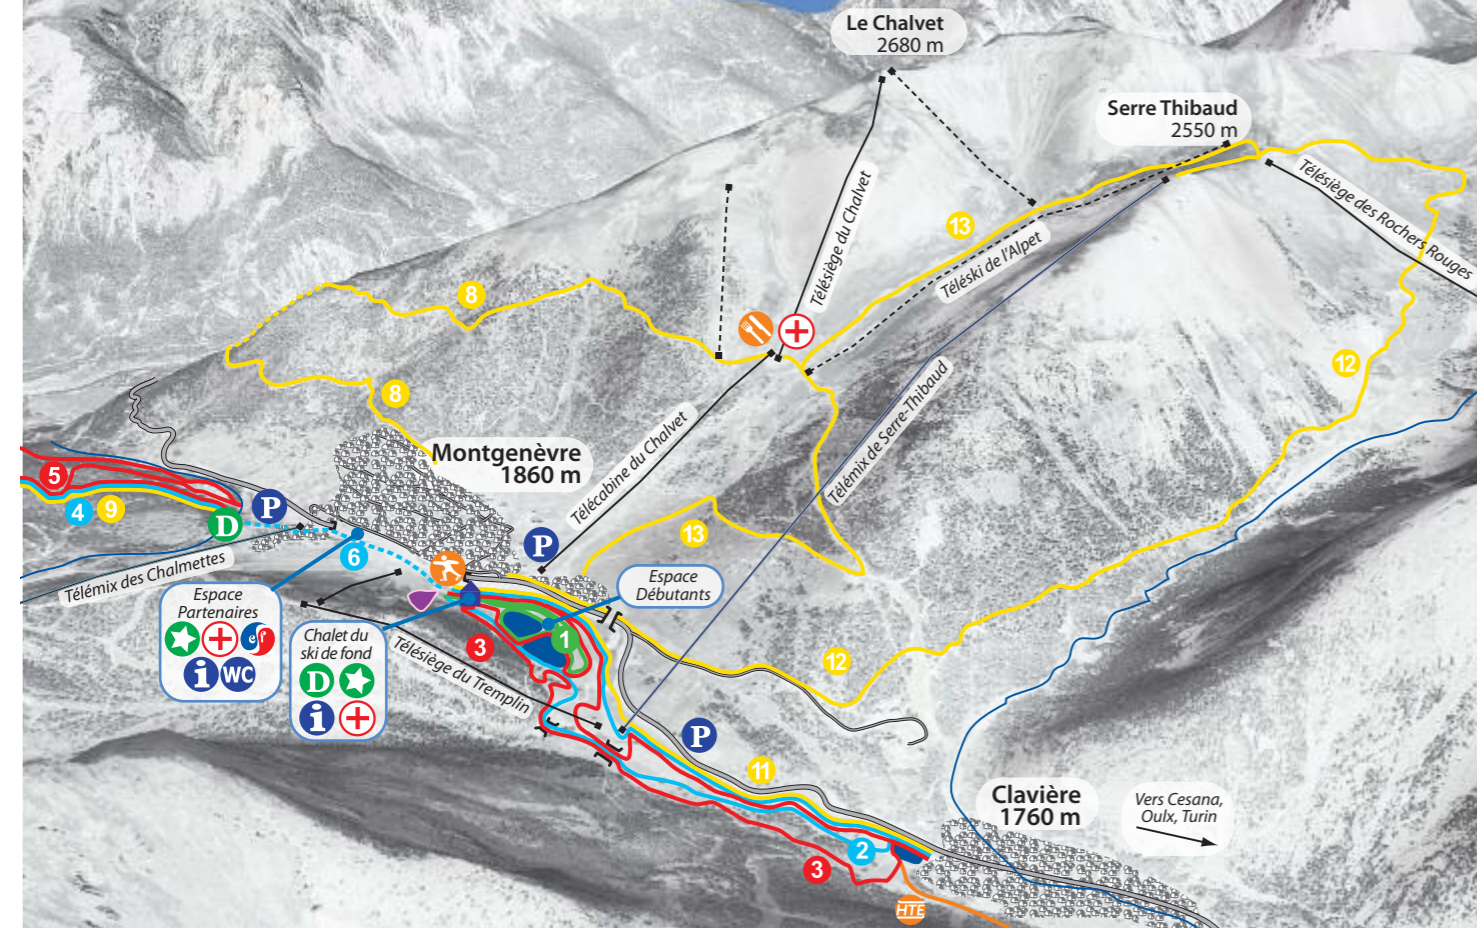 Le Chalvet
2680 m
Serre Thibaud
2550 m
Télésiège des Rochers Rouges
Télésiège du Chalvet
13
Téléski de l'Alpet
8
12
Télémix de Serre-Thibaud
8
Montgenèvre
1860 m
Télécabine du Chalvet
5
4
9
P
D
13
P
6
Télémix des Chalmettes
Espace
Débutants
Espace
Partenaires
esf
i
WC
Chalet du
ski de fond
D
i
3
1
Télésiège du Tremplin
12
P
11
2
3
Clavière
1760 m
Vers Cesana,
Oulx, Turin
HTE